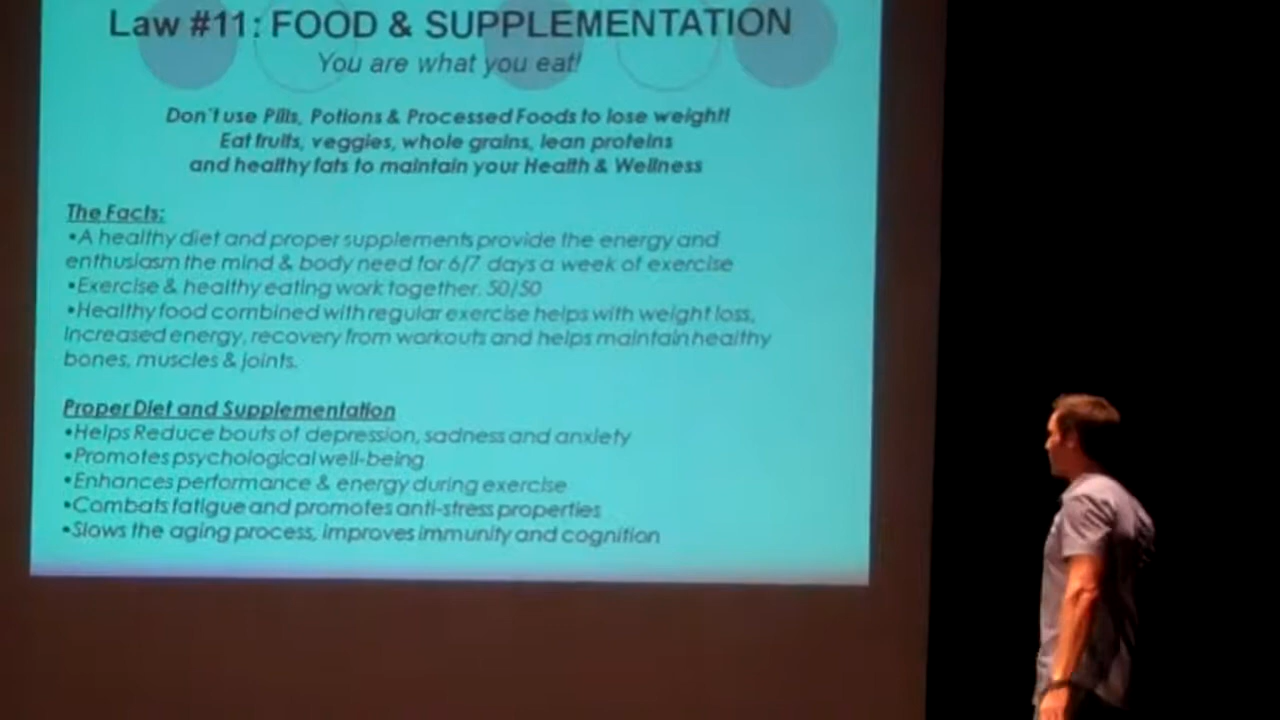 Law #11: FOOD & SUPPLEMENTATION
You are what you eat!
Don't use Pills, Potions & Processed Foods to lose weight!
Eat fruits, veggies, whole grains, lean proteins
and healthy fats to maintain your Health & Wellness
The Facts:
•A healthy diet and proper supplements provide the energy and
enthusiasm the mind & body need for 6/7 days a week of exercise
•Exercise & healthy eating work together. 50/50
•Healthy food combined with regular exercise helps with weight loss,
increased energy, recovery from workouts and helps maintain healthy
bones, muscles & joints.
Proper Diet and Supplementation
•Helps Reduce bouts of depression, sadness and anxiety
•Promotes psychological well-being
•Enhances performance & energy during exercise
•Combats fatigue and promotes anti-stress properties
•Slows the aging process, improves immunity and cognition